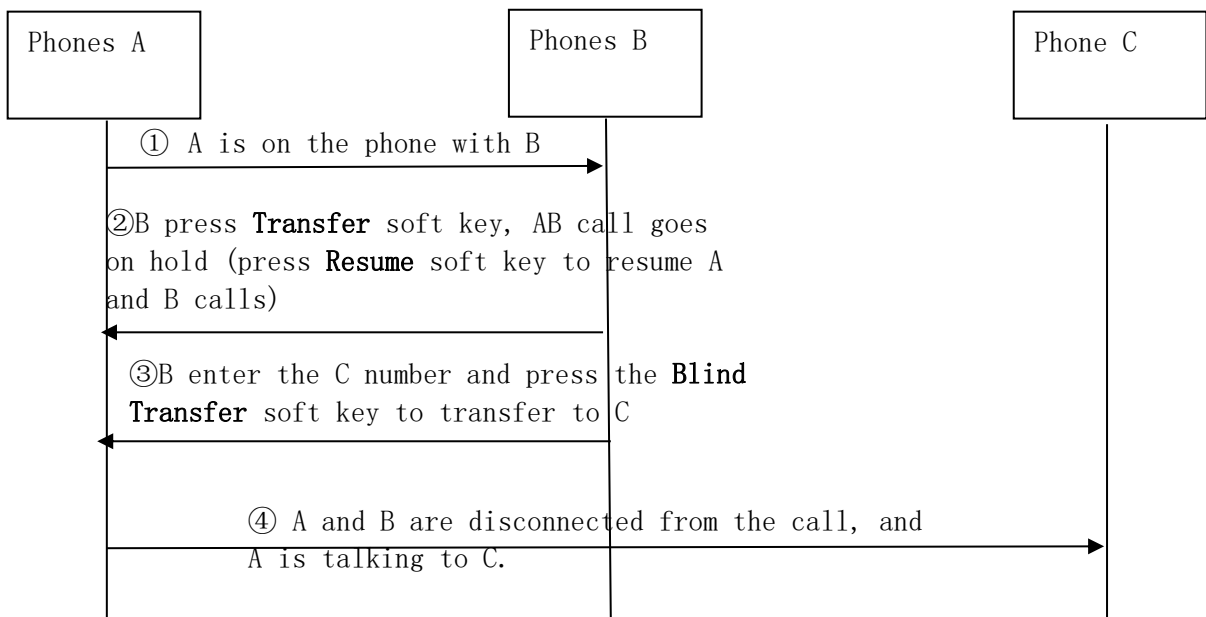 Phones A
Phones B
Phone C
① A is on the phone with B
②B press Transfer soft key, AB call goes
on hold (press Resume soft key to resume A
and B calls)
③B enter the C number and press the Blind
Transfer soft key to transfer to C
④ A and B are disconnected from the call, and
A is talking to C.